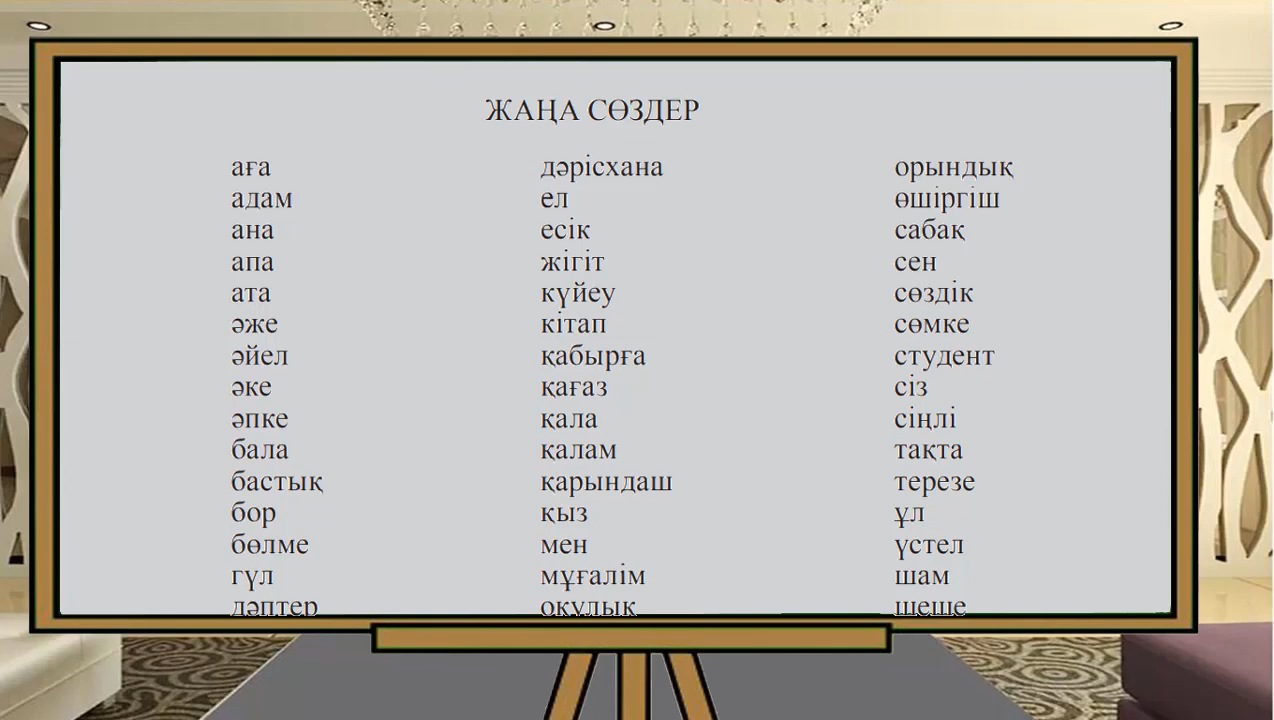 ЖАҢА СӨЗДЕР
аға
адам
ана
апа
ата
әже
әйел
әке
әпке
бала
бастық
бор
бөлме
гүл
дәптер
дәрісхана
ел
есік
жігіт
күйеу
кітап
қабырға
қағаз
қала
қалам
қарындаш
қыз
мен
мұғалім
оқулық
орындық
өшіргіш
сабақ
сен
сөздік
сөмке
студент
сіз
сіңлі
тақта
терезе
ұл
үстел
шам
шеше